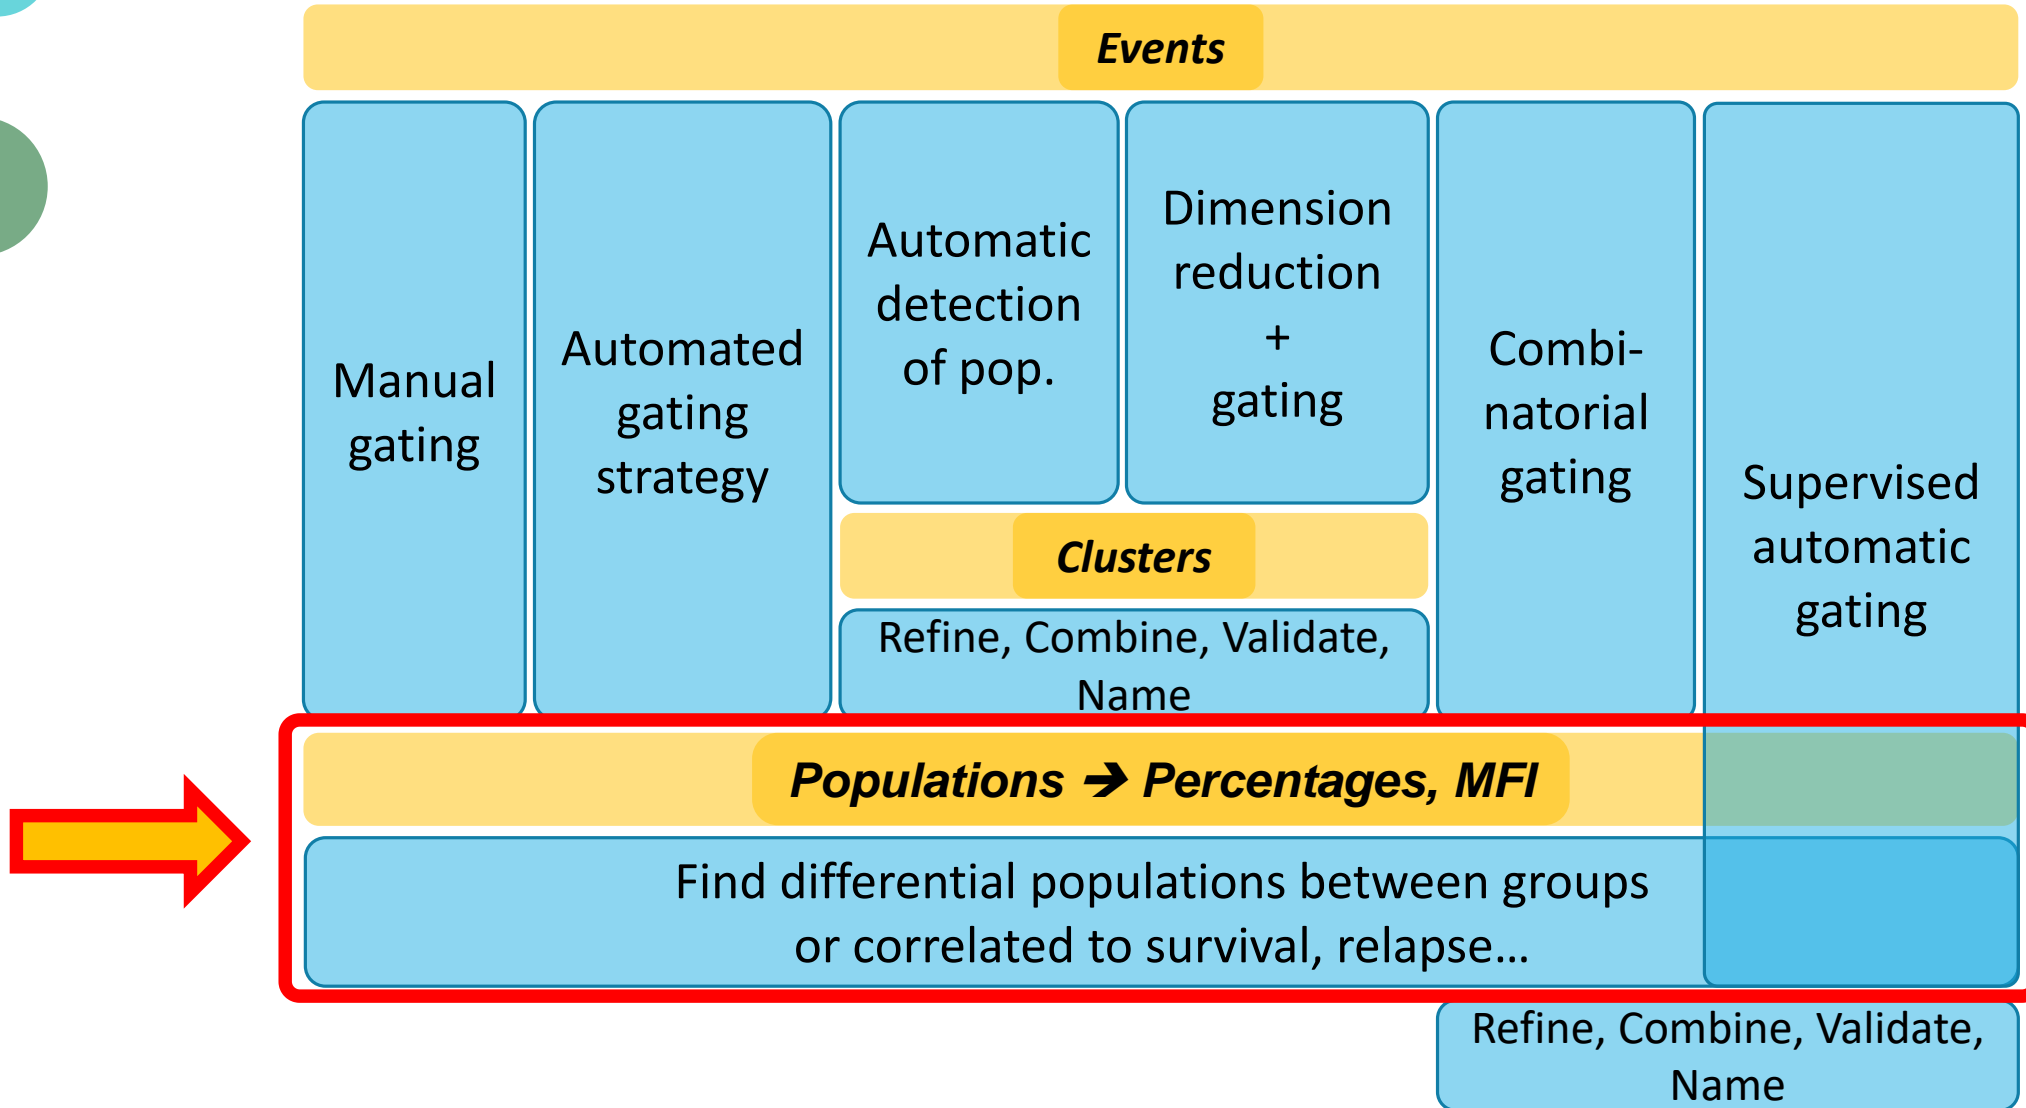 Events
Manual
gating
Automated
gating
strategy
Automatic
detection
of pop.
Dimension
reduction
+
gating
Clusters
Refine, Combine, Validate,
Name
Combi-
natorial
gating
Supervised
automatic
gating
Populations ➔ Percentages, MFI
Find differential populations between groups
or correlated to survival, relapse…
Refine, Combine, Validate,
Name